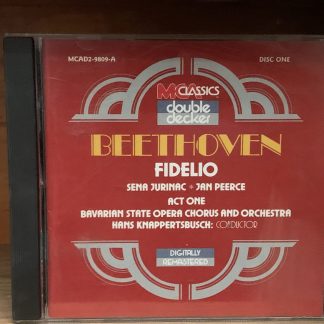 MCAD2-9809-A DISC ONE
MCA CLASSICS
double
decker
BEETHOVEN
FIDELIO
SENA JURINAC • JAN PEERCE
ACT ONE
BAVARIAN STATE OPERA CHORUS AND ORCHESTRA
HANS KNAPPERTSBUSCH: CONDUCTOR
DIGITALLY
REMASTERED